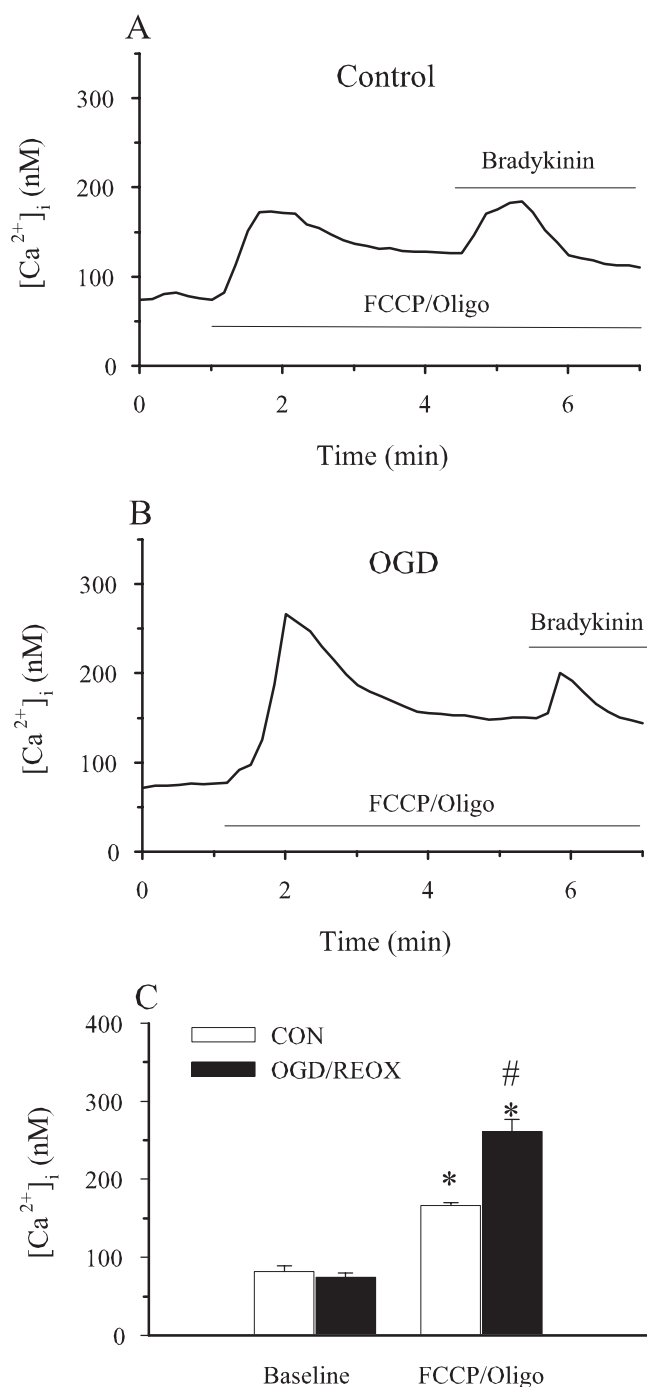 A
Control
300
200
100
0
[Ca2+]i (nM)
Bradykinin
FCCP/Oligo
0 2 4 6
Time (min)
B
OGD
300
200
100
0
[Ca2+]i (nM)
Bradykinin
FCCP/Oligo
0 2 4 6
Time (min)
C
400
300
200
100
0
[Ca2+]i (nM)
CON
OGD/REOX
#
*
*
Baseline FCCP/Oligo